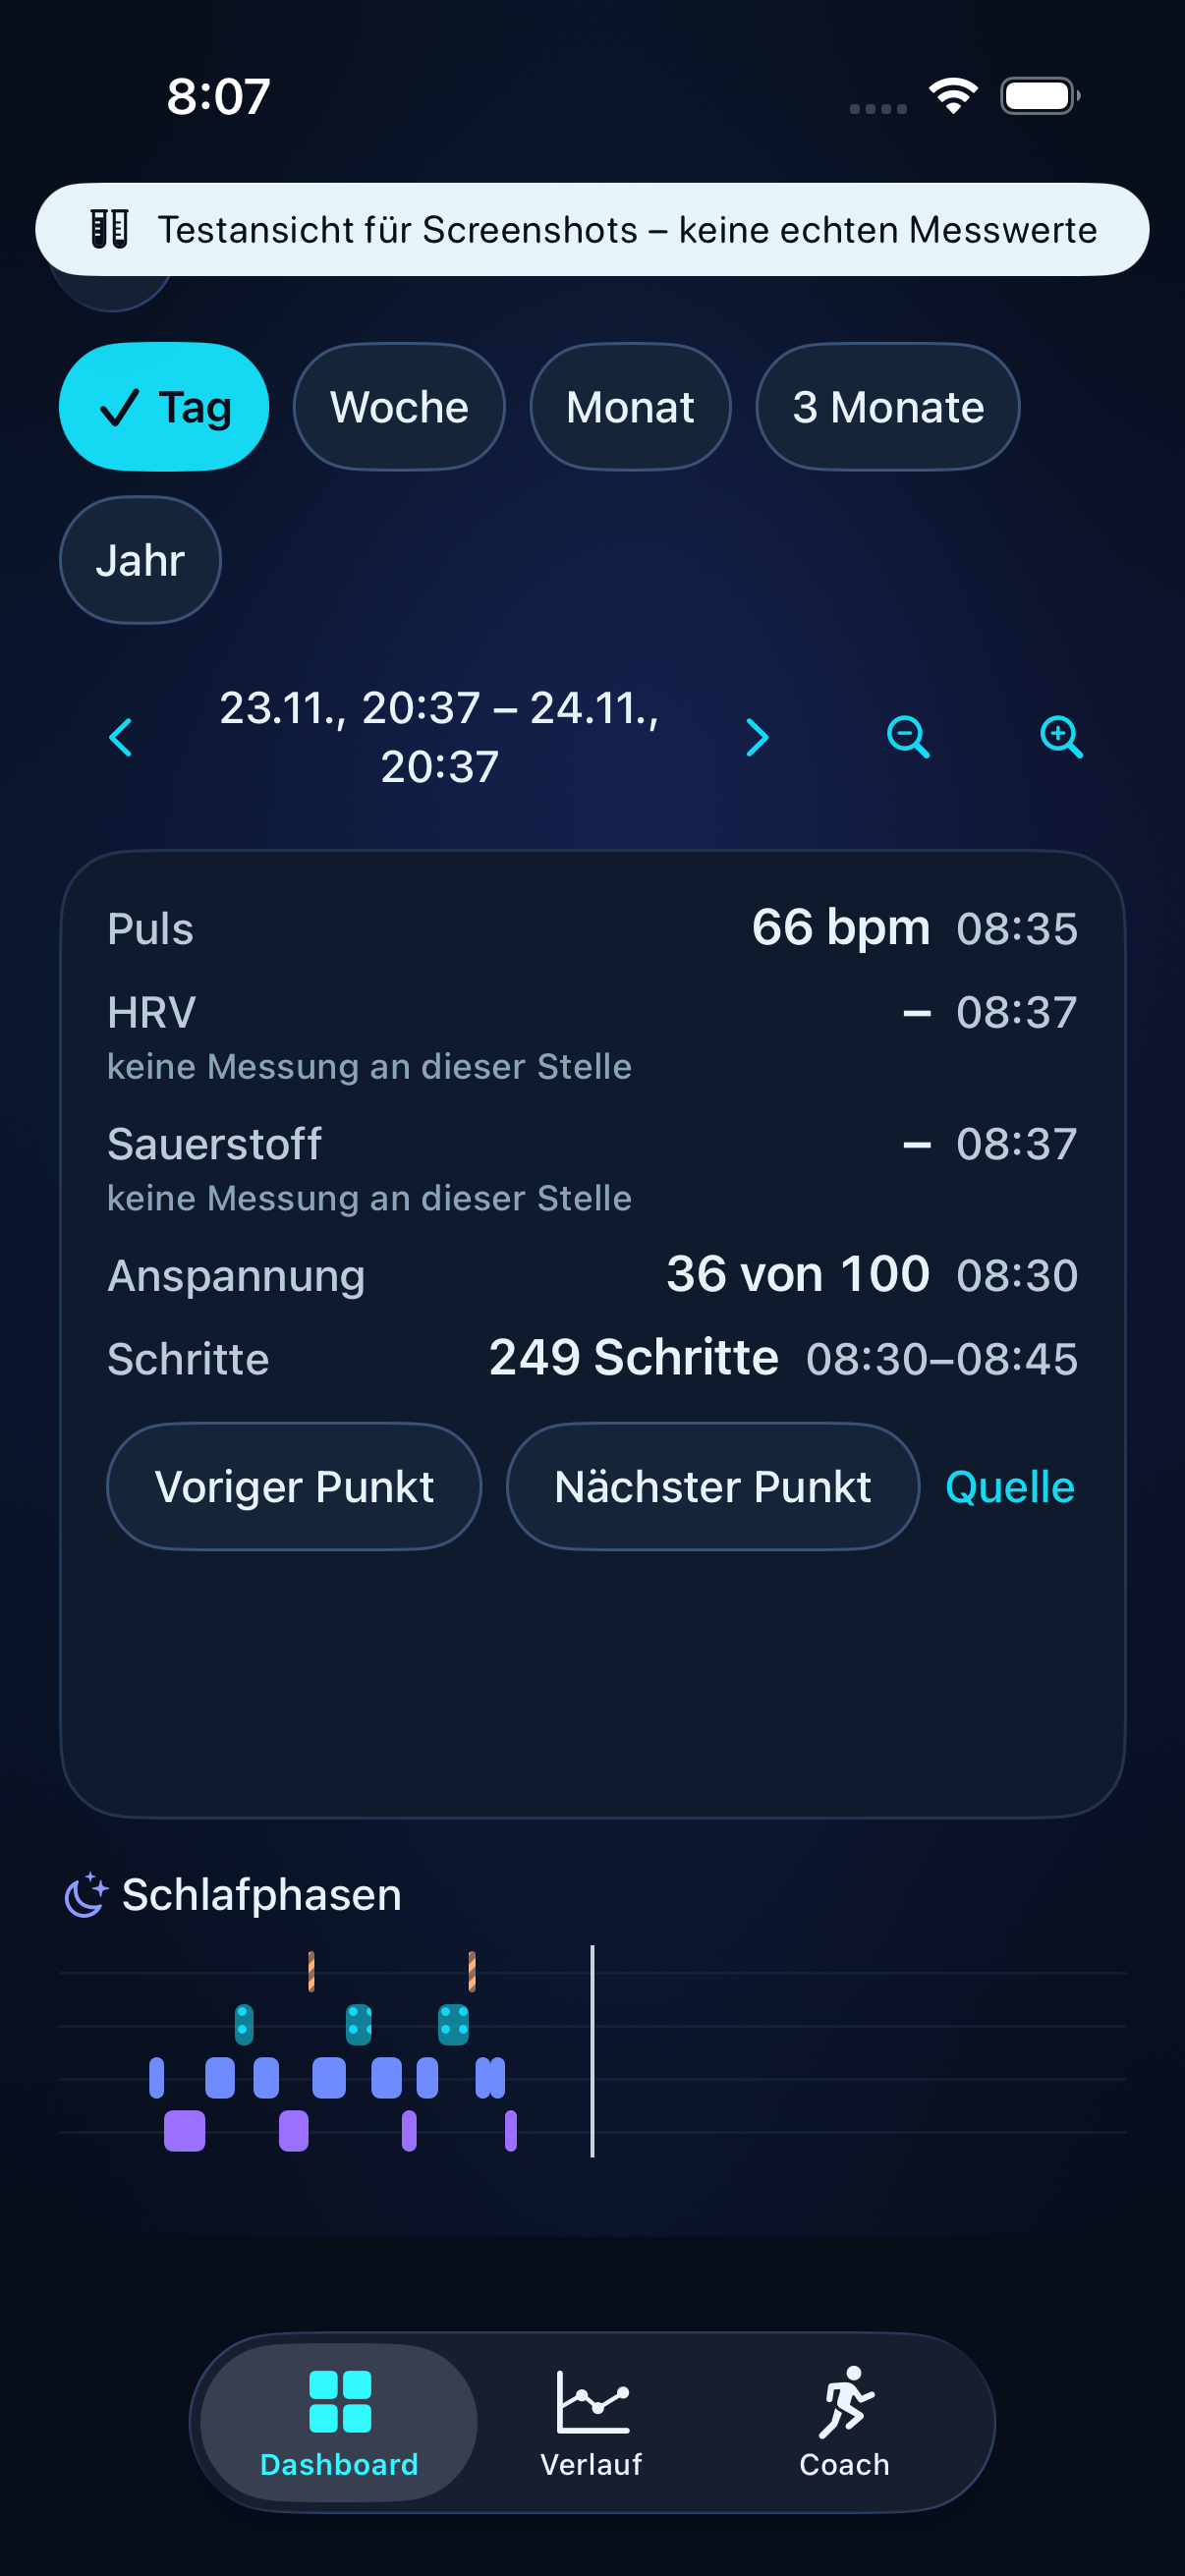 8:07
Testansicht für Screenshots – keine echten Messwerte
Tag
Woche
Monat
3 Monate
Jahr
23.11., 20:37 – 24.11.,
20:37
Puls 66 bpm 08:35
HRV – 08:37
keine Messung an dieser Stelle
Sauerstoff – 08:37
keine Messung an dieser Stelle
Anspannung 36 von 100 08:30
Schritte 249 Schritte 08:30–08:45
Voriger Punkt
Nächster Punkt
Quelle
Schlafphasen
Dashboard
Verlauf
Coach